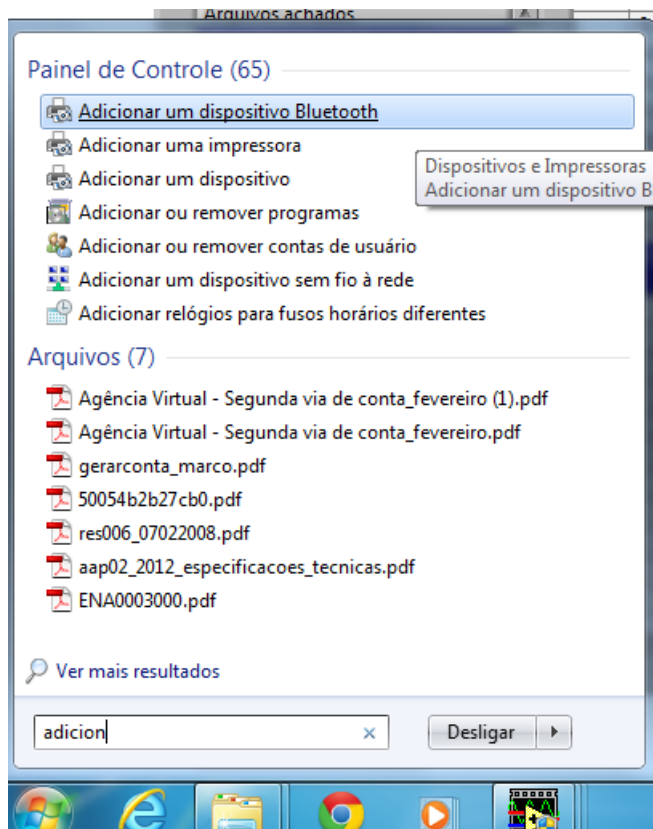 Arquivos achados
Painel de Controle (65)
Adicionar um dispositivo Bluetooth
Adicionar uma impressora
Adicionar um dispositivo
Dispositivos e Impressoras
Adicionar um dispositivo B
Adicionar ou remover programas
Adicionar ou remover contas de usuário
Adicionar um dispositivo sem fio à rede
Adicionar relógios para fusos horários diferentes
Arquivos (7)
Agência Virtual - Segunda via de conta_fevereiro (1).pdf
Agência Virtual - Segunda via de conta_fevereiro.pdf
gerarconta_marco.pdf
50054b2b27cb0.pdf
res006_07022008.pdf
aap02_2012_especificacoes_tecnicas.pdf
ENA0003000.pdf
Ver mais resultados
adicion
Desligar